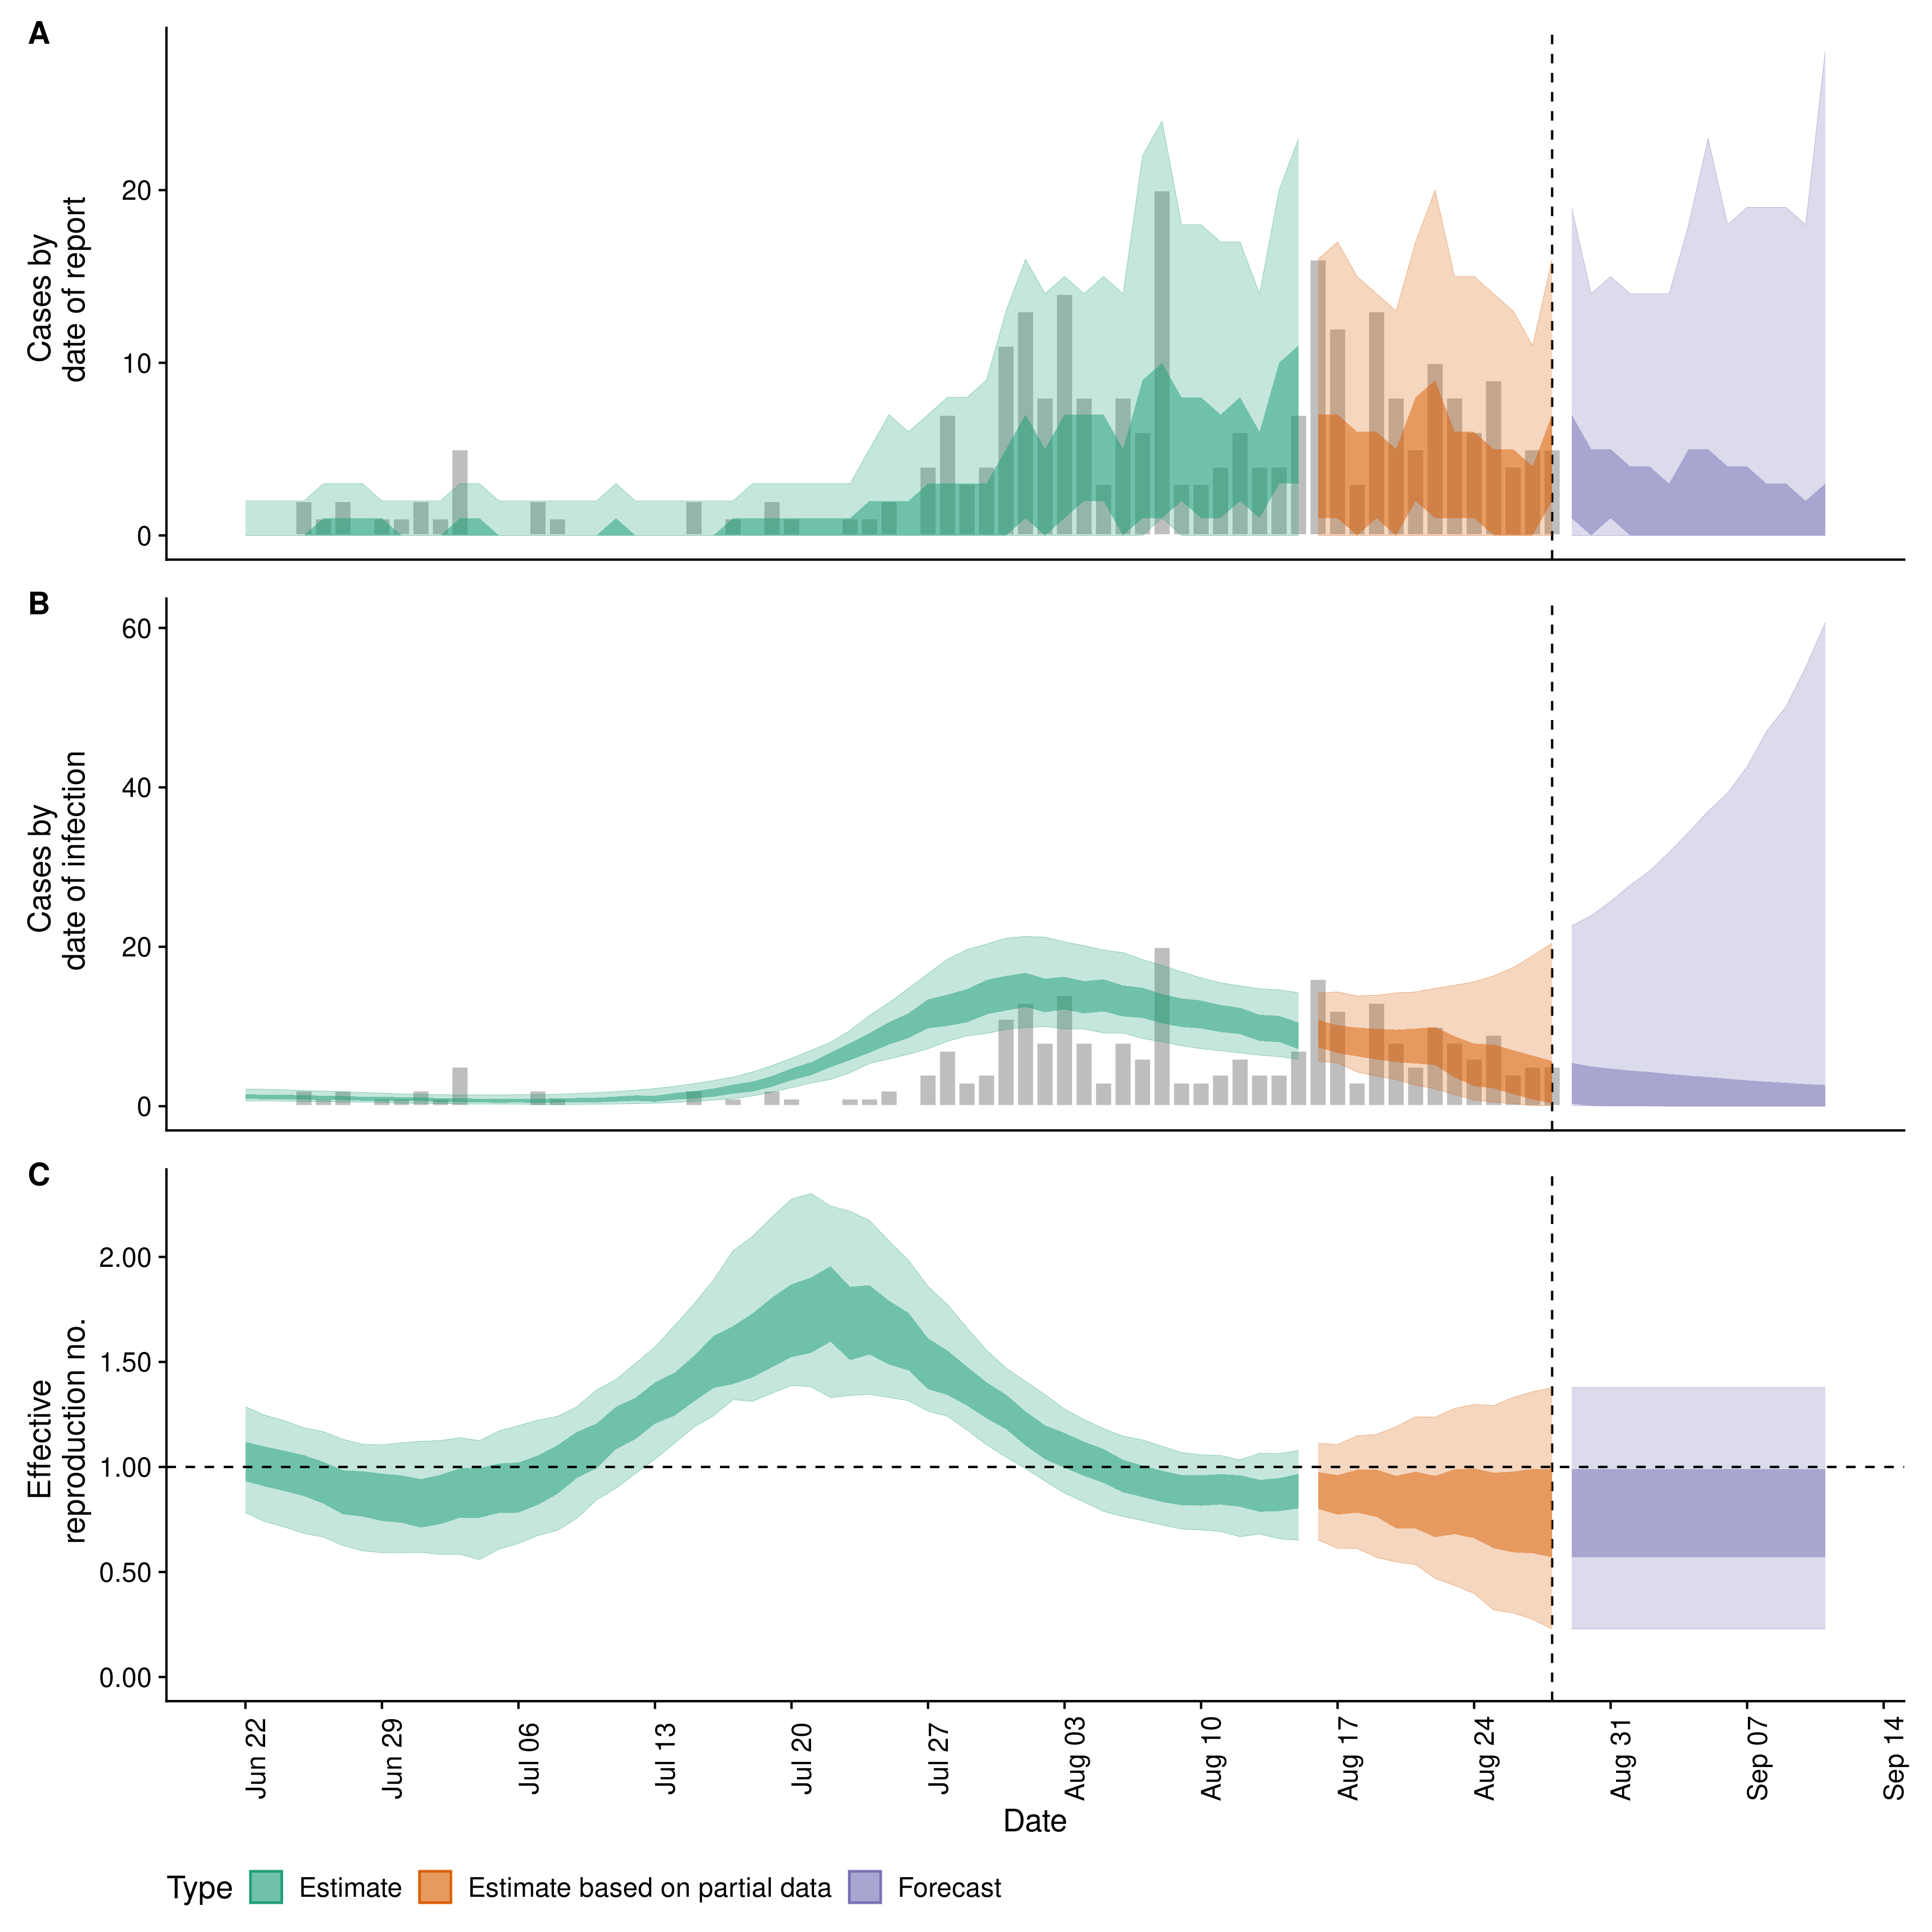 A
Cases by
date of report
20
10
0
B
Cases by
date of infection
60
40
20
0
C
Effective
reproduction no.
2.00
1.50
1.00
0.50
0.00
Jun 22
Jun 29
Jul 06
Jul 13
Jul 20
Jul 27
Aug 03
Aug 10
Aug 17
Aug 24
Aug 31
Sep 07
Sep 14
Date
Type Estimate Estimate based on partial data Forecast